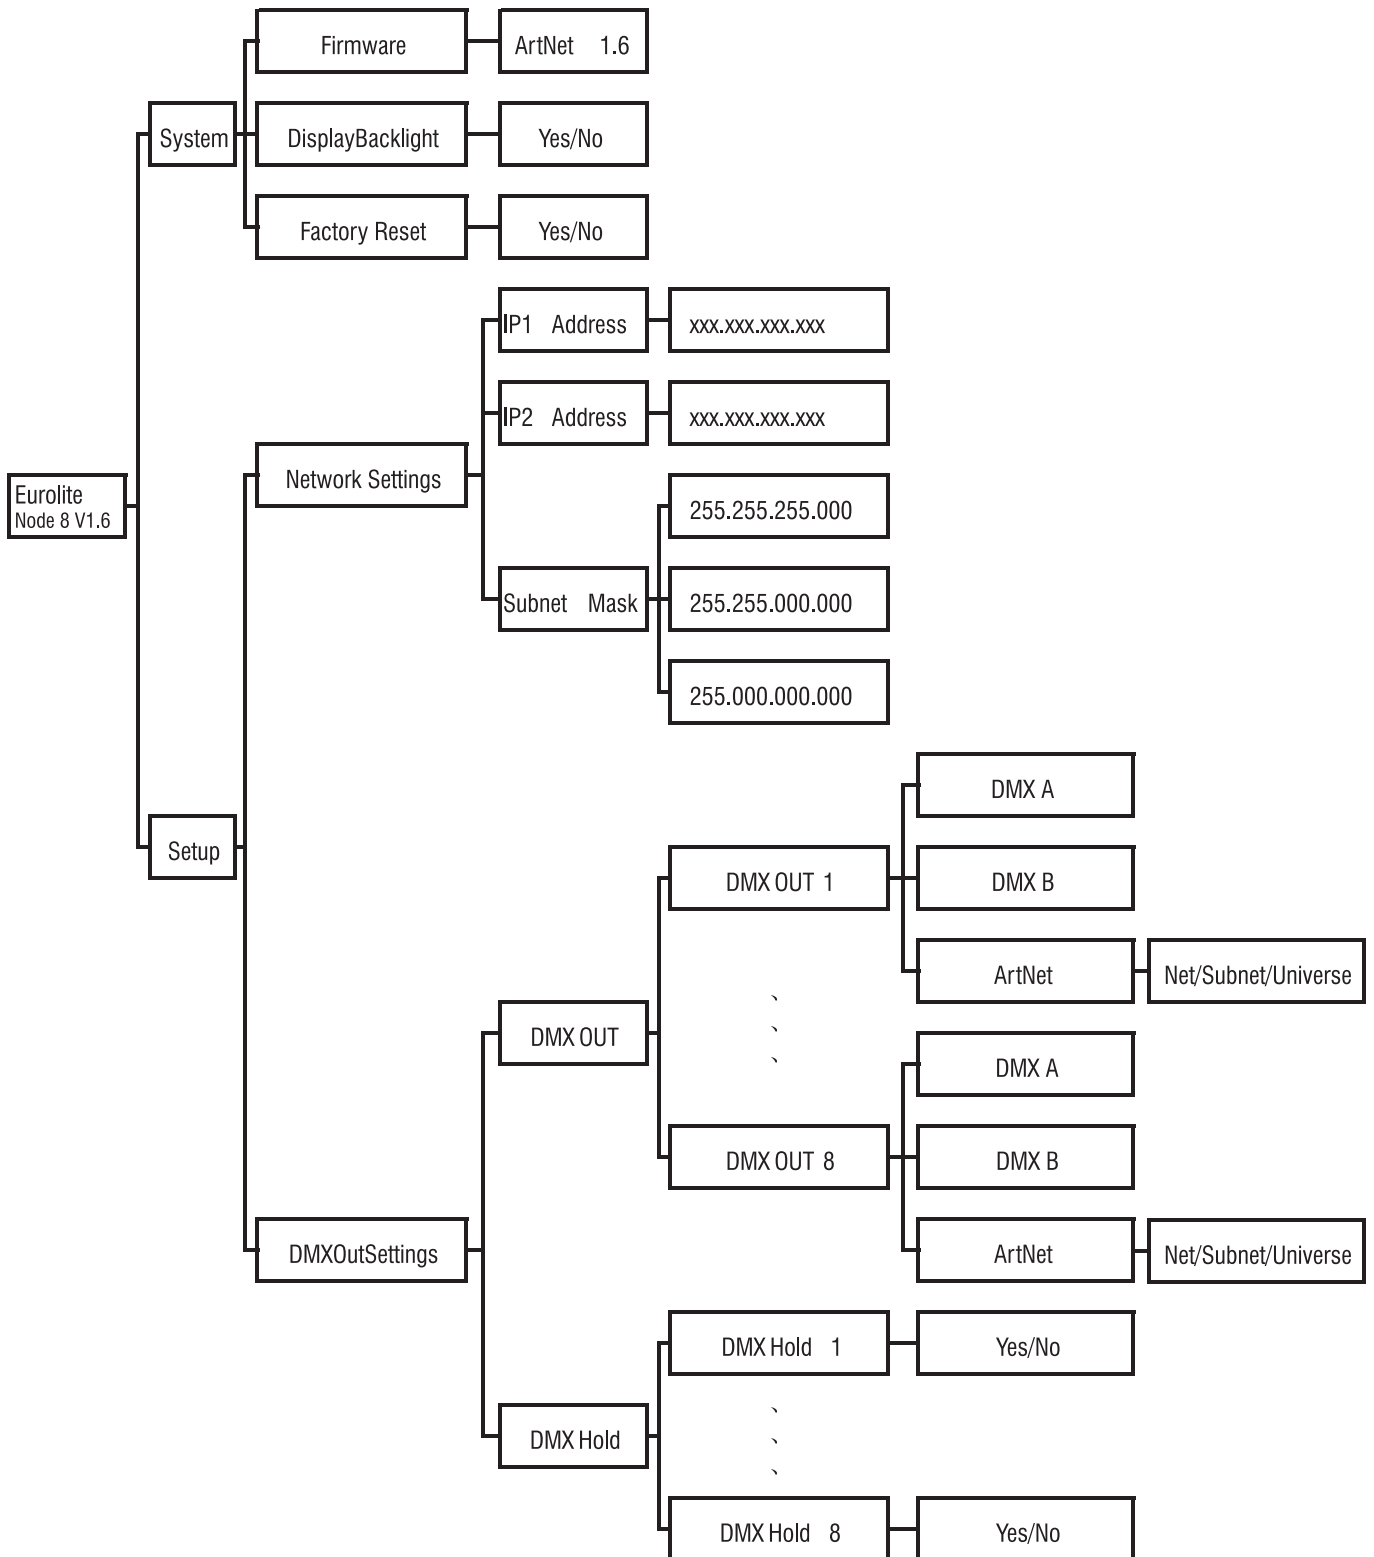 Firmware
ArtNet 1.6
System
DisplayBacklight
Yes/No
Factory Reset
Yes/No
IP1 Address
xxx.xxx.xxx.xxx
IP2 Address
xxx.xxx.xxx.xxx
Eurolite
Node 8 V1.6
Network Settings
255.255.255.000
Subnet Mask
255.255.000.000
255.000.000.000
Setup
DMX A
DMX OUT 1
DMX B
ArtNet
Net/Subnet/Universe
、
、
、
DMX OUT
DMX A
DMX OUT 8
DMX B
DMXOutSettings
ArtNet
Net/Subnet/Universe
DMX Hold 1
Yes/No
、
、
、
DMX Hold
DMX Hold 8
Yes/No